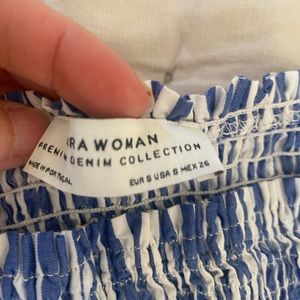 RA WOMAN
PREMIUM DENIM COLLECTION
MADE IN PORTUGAL
EUR S USA S MEX 26